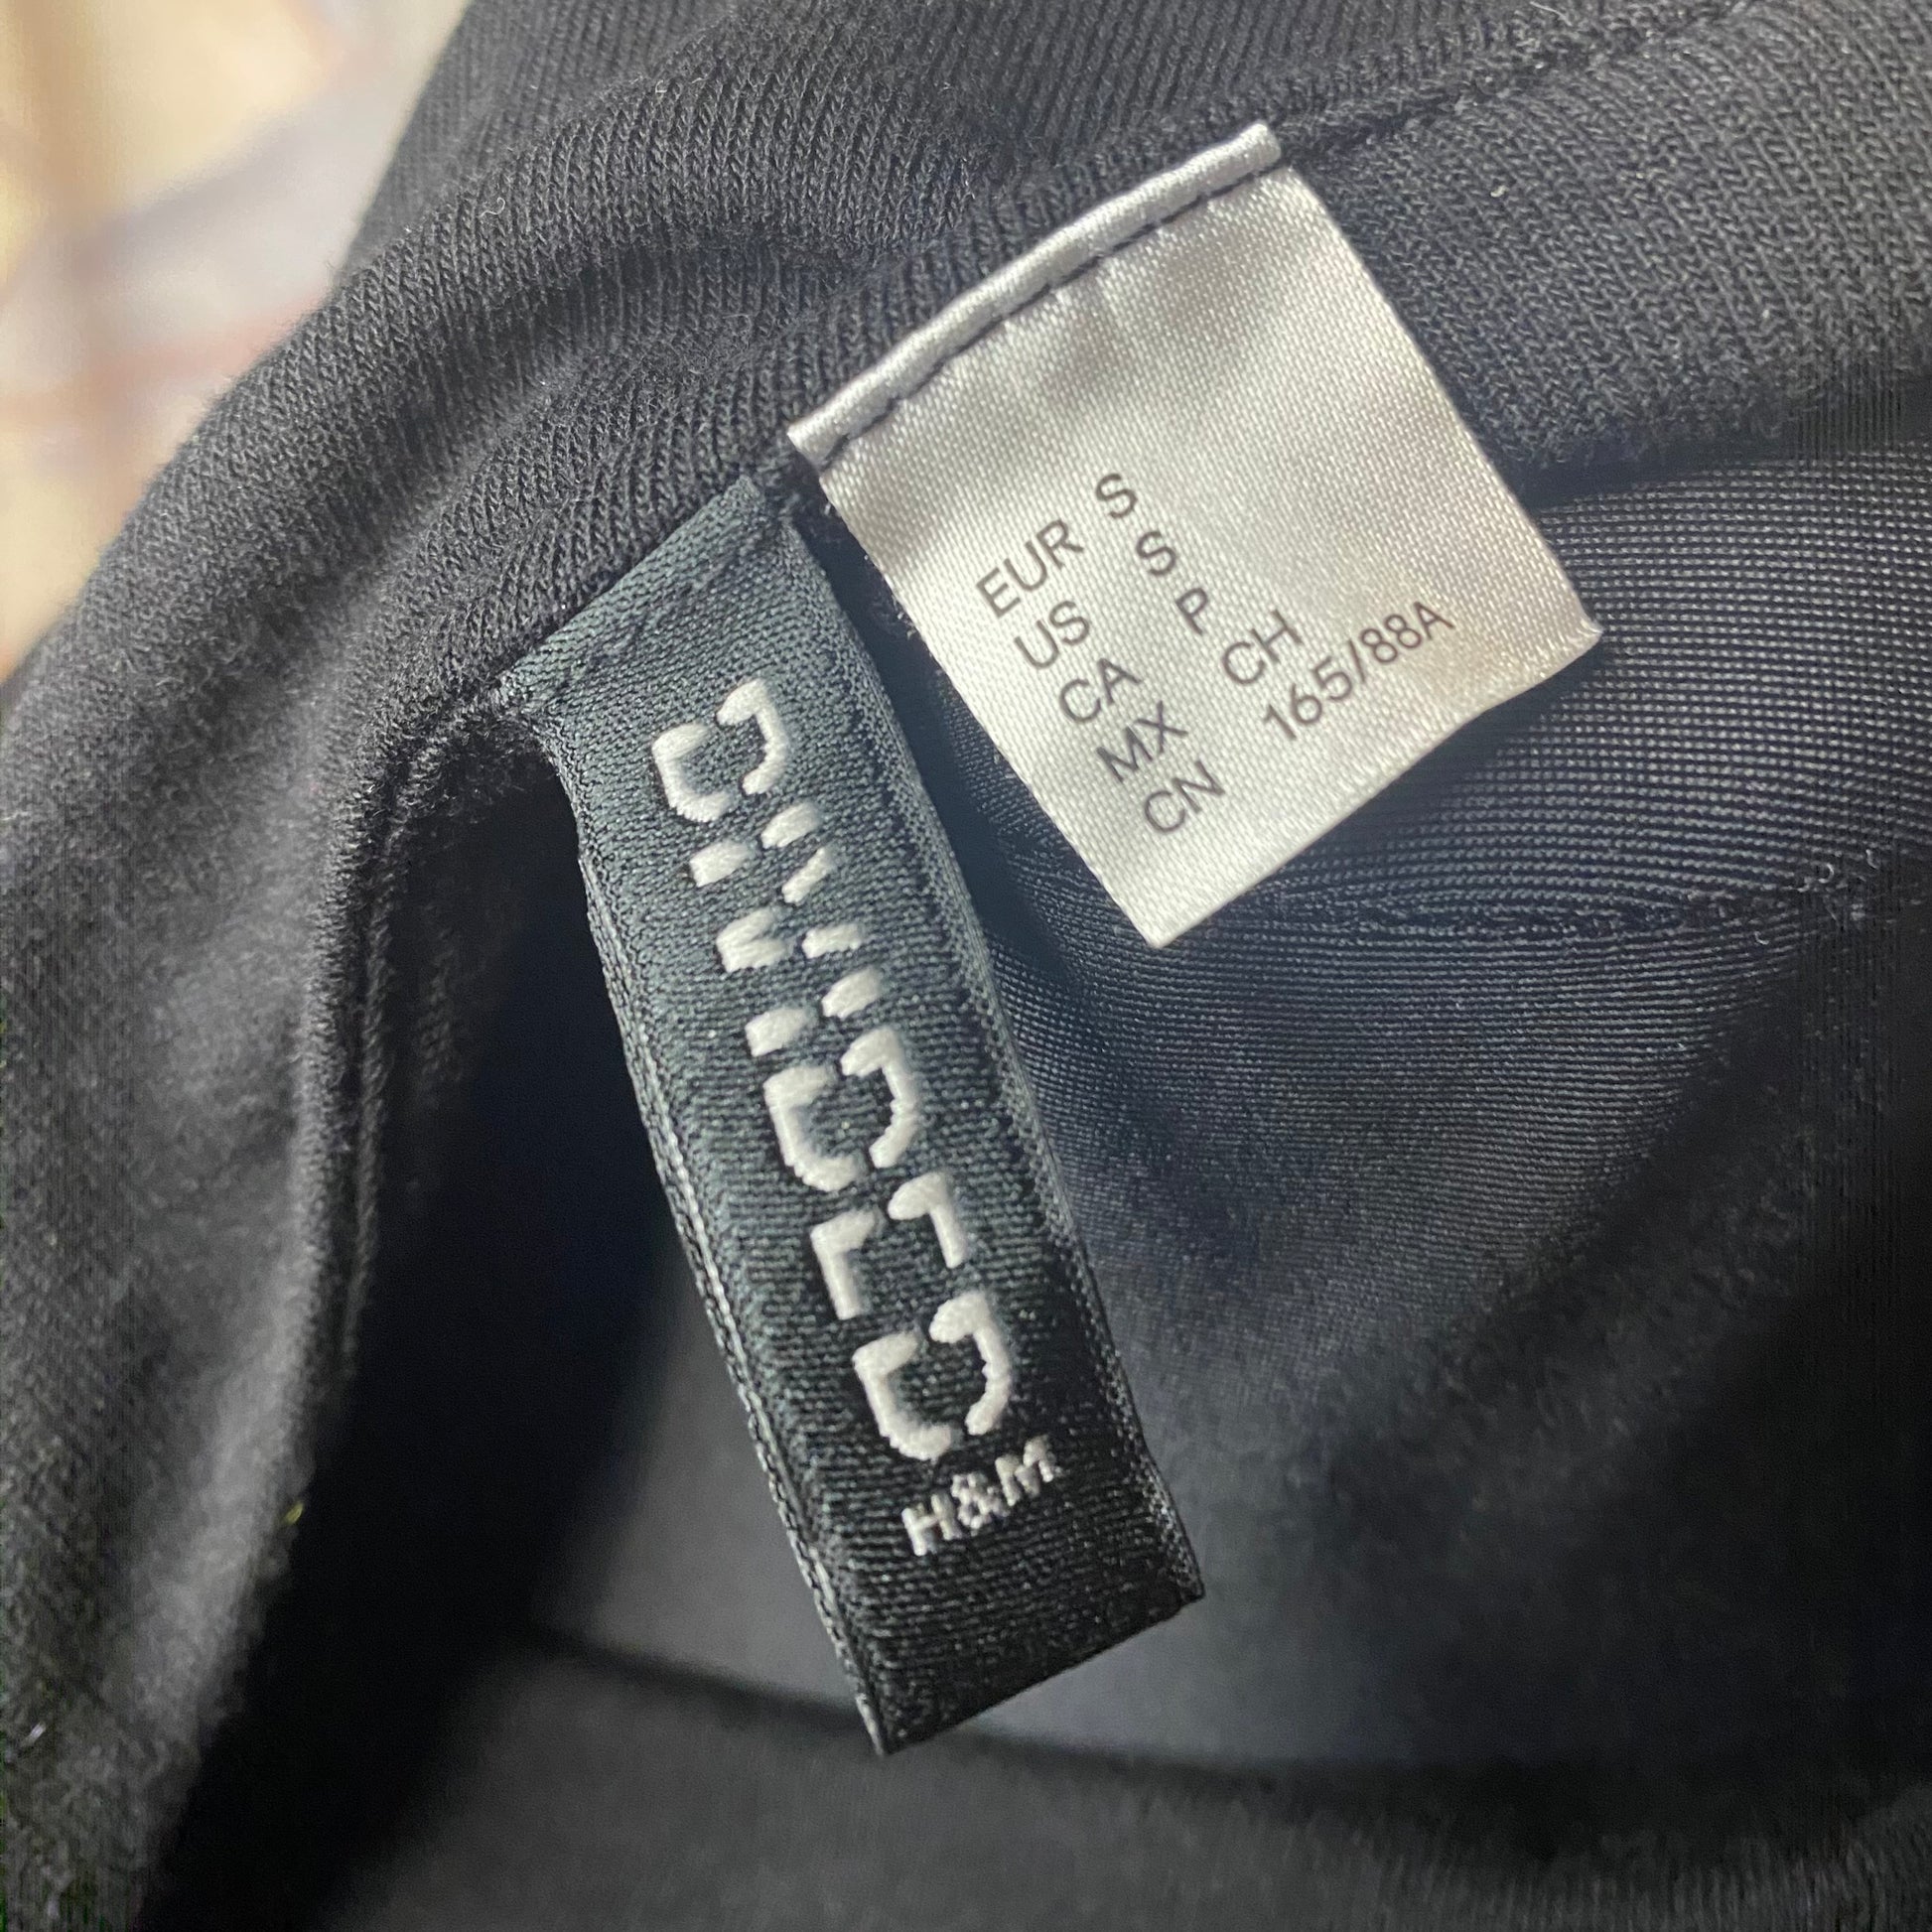 EUR S
US S
CA P
MX CH
CN 165/88A
DIVIDED
H&M